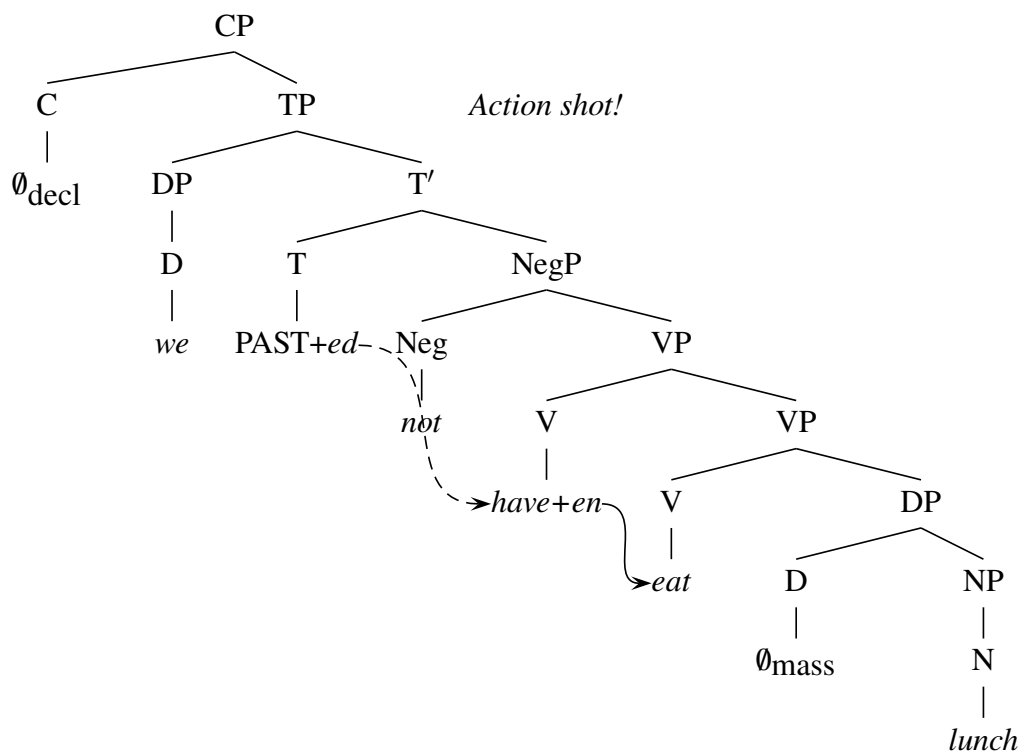 CP
C TP Action shot!
∅decl DP T′
D T NegP
we PAST+ed Neg VP
not V VP
have+en V DP
eat D NP
∅mass N
lunch